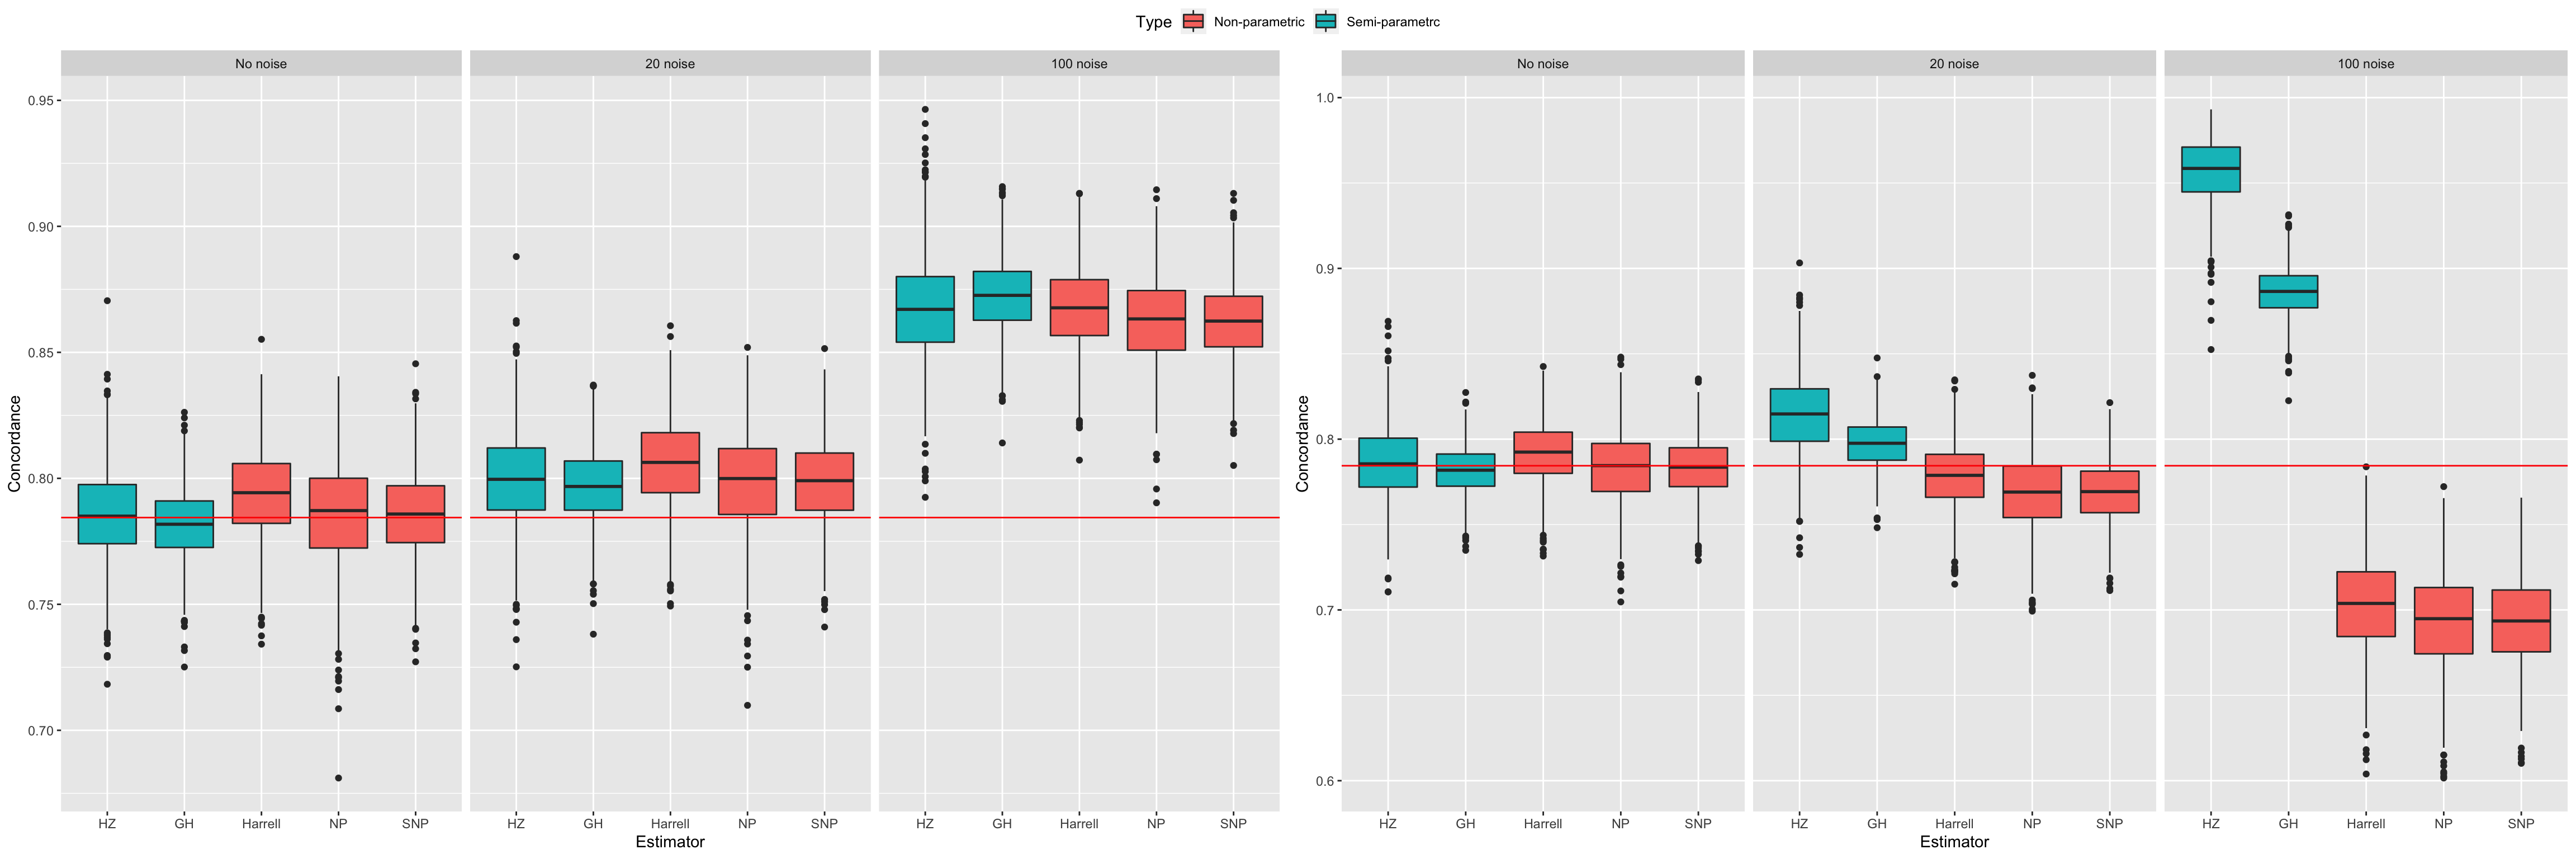 Type Non-parametric Semi-parametrc
No noise 20 noise 100 noise
0.95
0.90
0.85
0.80
0.75
0.70
Concordance
HZ GH Harrell NP SNP HZ GH Harrell NP SNP HZ GH Harrell NP SNP
Estimator
No noise 20 noise 100 noise
1.0
0.9
0.8
0.7
0.6
Concordance
HZ GH Harrell NP SNP HZ GH Harrell NP SNP HZ GH Harrell NP SNP
Estimator